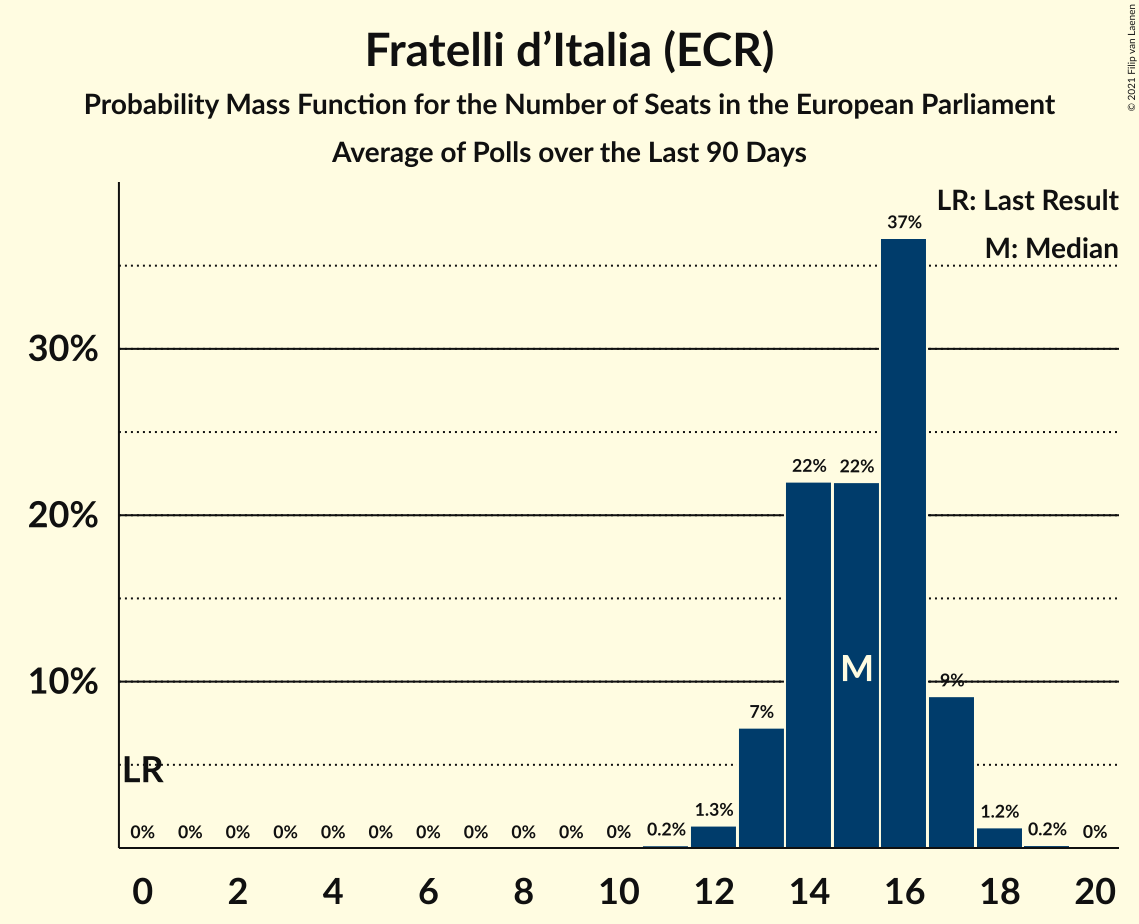 Fratelli d’Italia (ECR)
Probability Mass Function for the Number of Seats in the European Parliament
Average of Polls over the Last 90 Days
© 2021 Filip van Laenen
LR: Last Result
M: Median
37%
30%
22% 22%
20%
M
10%
9%
7%
LR
0% 0% 0% 0% 0% 0% 0% 0% 0% 0% 0% 0.2% 1.3% 1.2% 0.2% 0%
0 2 4 6 8 10 12 14 16 18 20